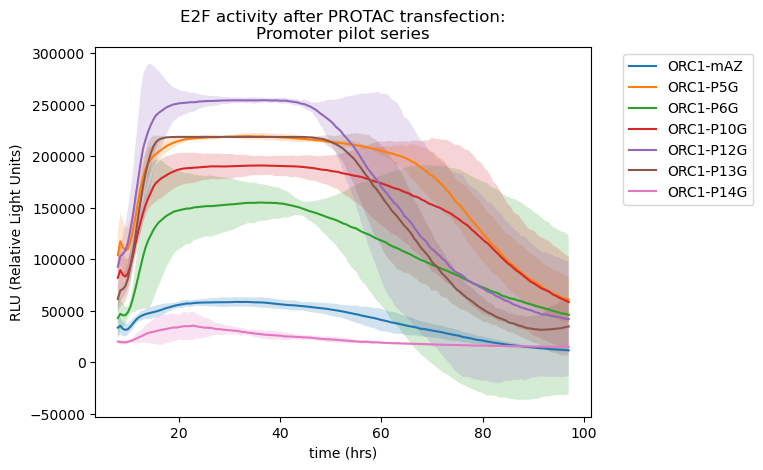 E2F activity after PROTAC transfection:
Promoter pilot series
RLU (Relative Light Units)
300000
250000
200000
150000
100000
50000
0
−50000
20
40
60
80
100
time (hrs)
ORC1-mAZ
ORC1-P5G
ORC1-P6G
ORC1-P10G
ORC1-P12G
ORC1-P13G
ORC1-P14G